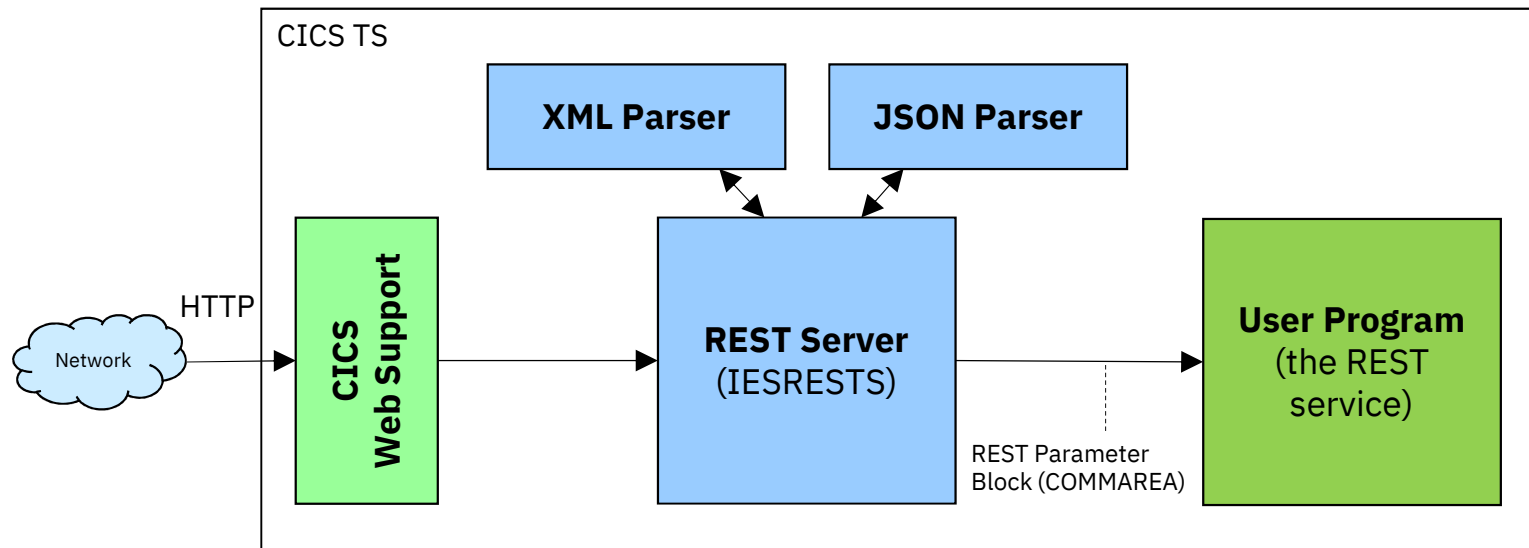 CICS TS
XML Parser
JSON Parser
HTTP
Network
CICS
Web Support
REST Server
(IESRESTS)
REST Parameter
Block (COMMAREA)
User Program
(the REST
service)